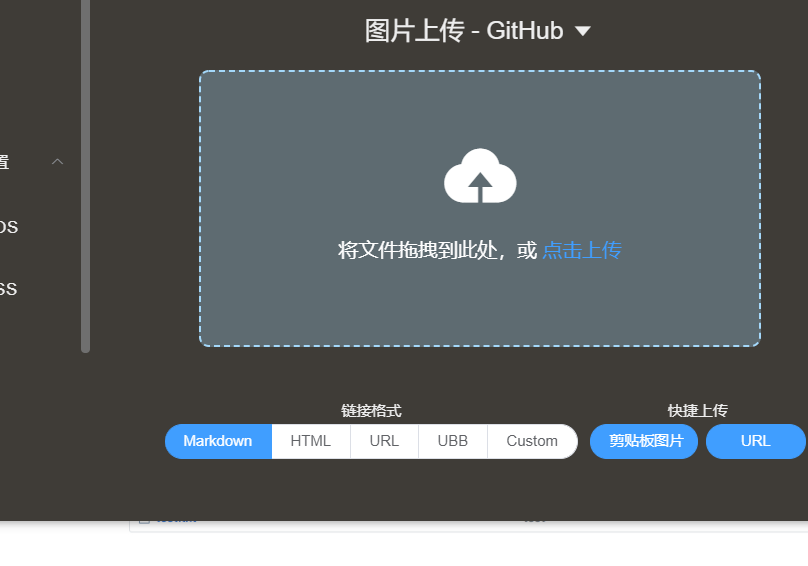 图片上传 - GitHub
置
OS
SS
将文件拖拽到此处，或 点击上传
链接格式
快捷上传
Markdown HTML URL UBB Custom 剪贴板图片 URL